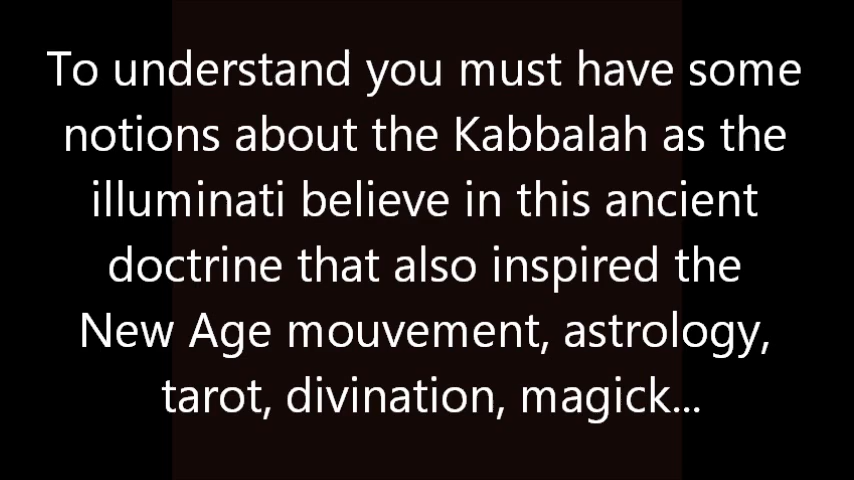 To understand you must have some
notions about the Kabbalah as the
illuminati believe in this ancient
doctrine that also inspired the
New Age mouvement, astrology,
tarot, divination, magick...